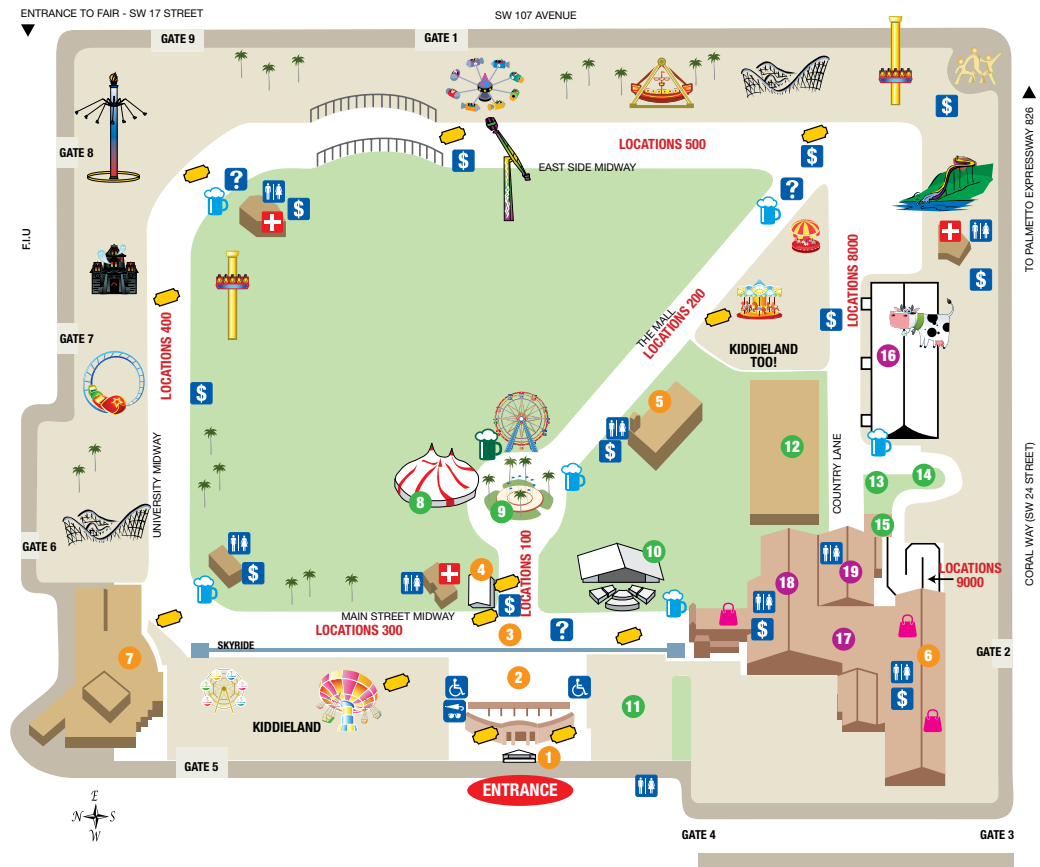 ENTRANCE TO FAIR - SW 17 STREET
SW 107 AVENUE
GATE 9
GATE 1
TO PALMETTO EXPRESSWAY 826
$
LOCATIONS 500
$
$
GATE 8
EAST SIDE MIDWAY
?
?
$
F.I.U
LOCATIONS 8000
$
LOCATIONS 400
THE MALL
LOCATIONS 200
$
GATE 7
KIDDIELAND
TOO!
16
$
5
$
12
UNIVERSITY MIDWAY
COUNTRY LANE
CORAL WAY (SW 24 STREET)
8
9
13
14
15
GATE 6
LOCATIONS 100
10
$
4
18
19
LOCATIONS
9000
$
MAIN STREET MIDWAY
LOCATIONS 300
3
?
$
17
SKYRIDE
7
6
GATE 2
2
$
KIDDIELAND
11
1
GATE 5
ENTRANCE
E
N
S
W
GATE 4
GATE 3